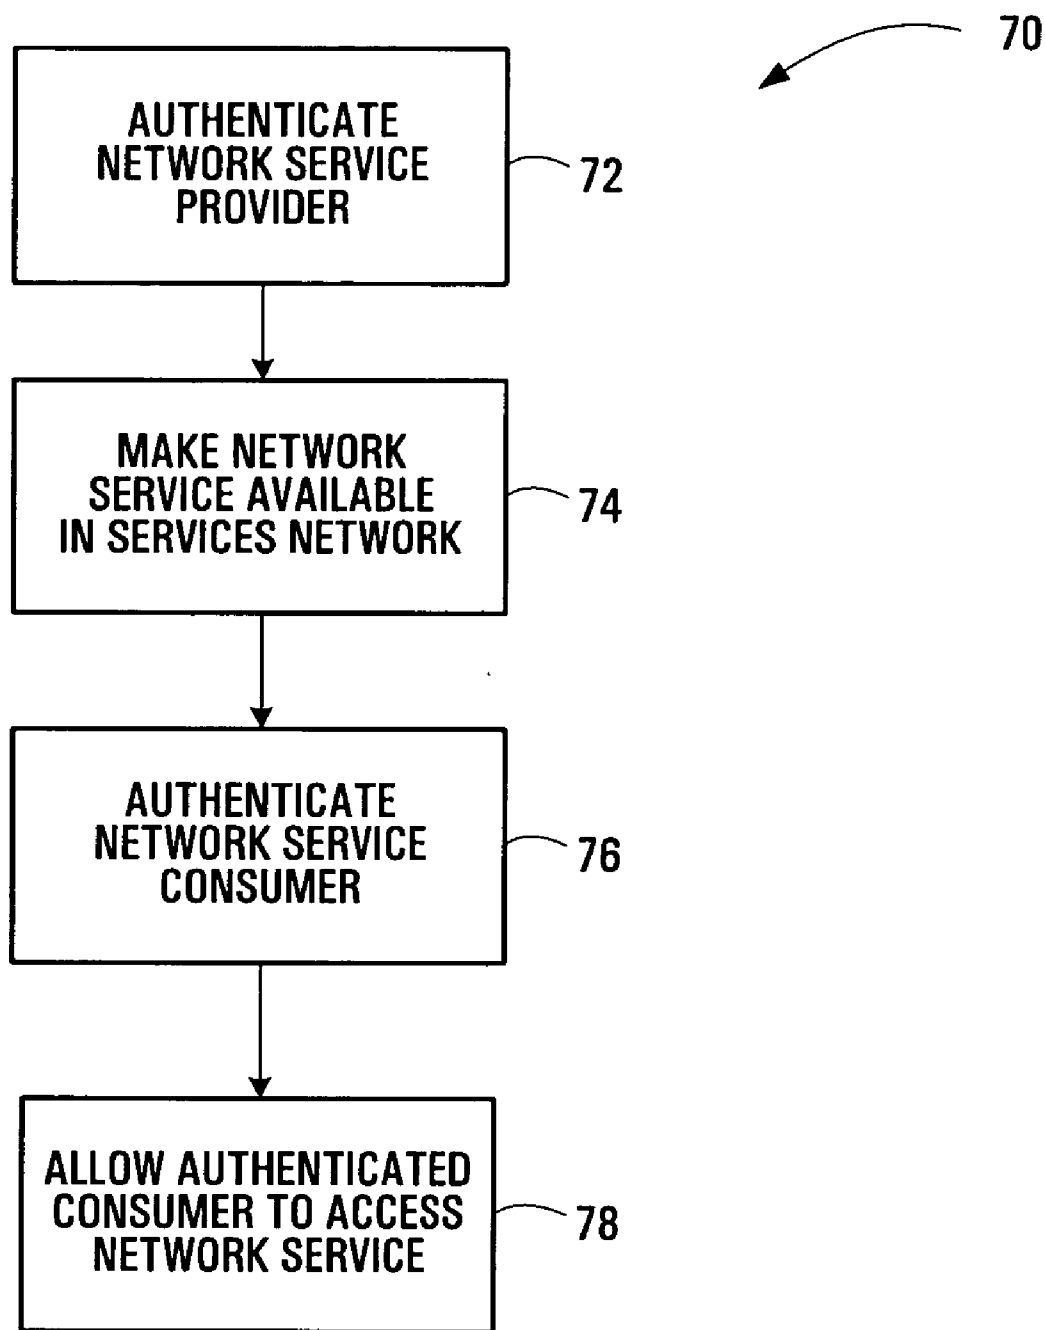 70
AUTHENTICATE
NETWORK SERVICE
PROVIDER
72
MAKE NETWORK
SERVICE AVAILABLE
IN SERVICES NETWORK
74
AUTHENTICATE
NETWORK SERVICE
CONSUMER
76
ALLOW AUTHENTICATED
CONSUMER TO ACCESS
NETWORK SERVICE
78